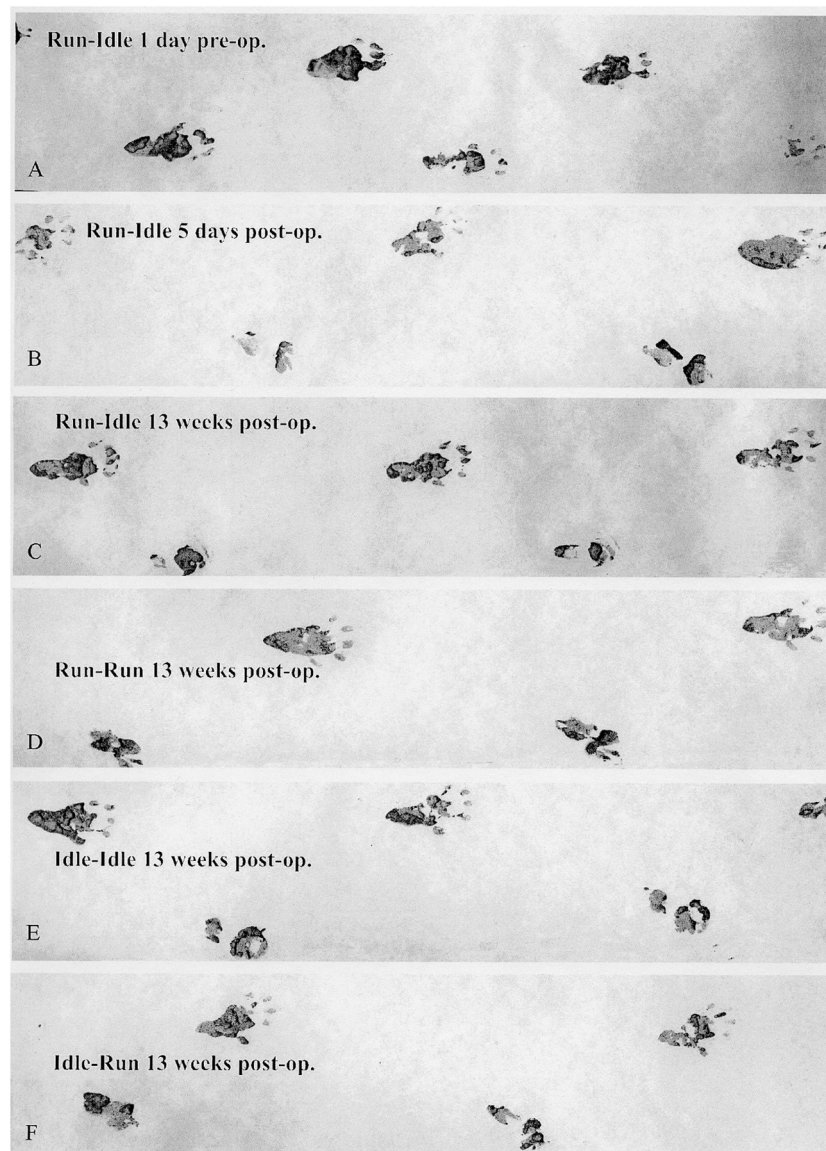 Run-Idle 1 day pre-op.
A
Run-Idle 5 days post-op.
B
Run-Idle 13 weeks post-op.
C
Run-Run 13 weeks post-op.
D
Idle-Idle 13 weeks post-op.
E
Idle-Run 13 weeks post-op.
F